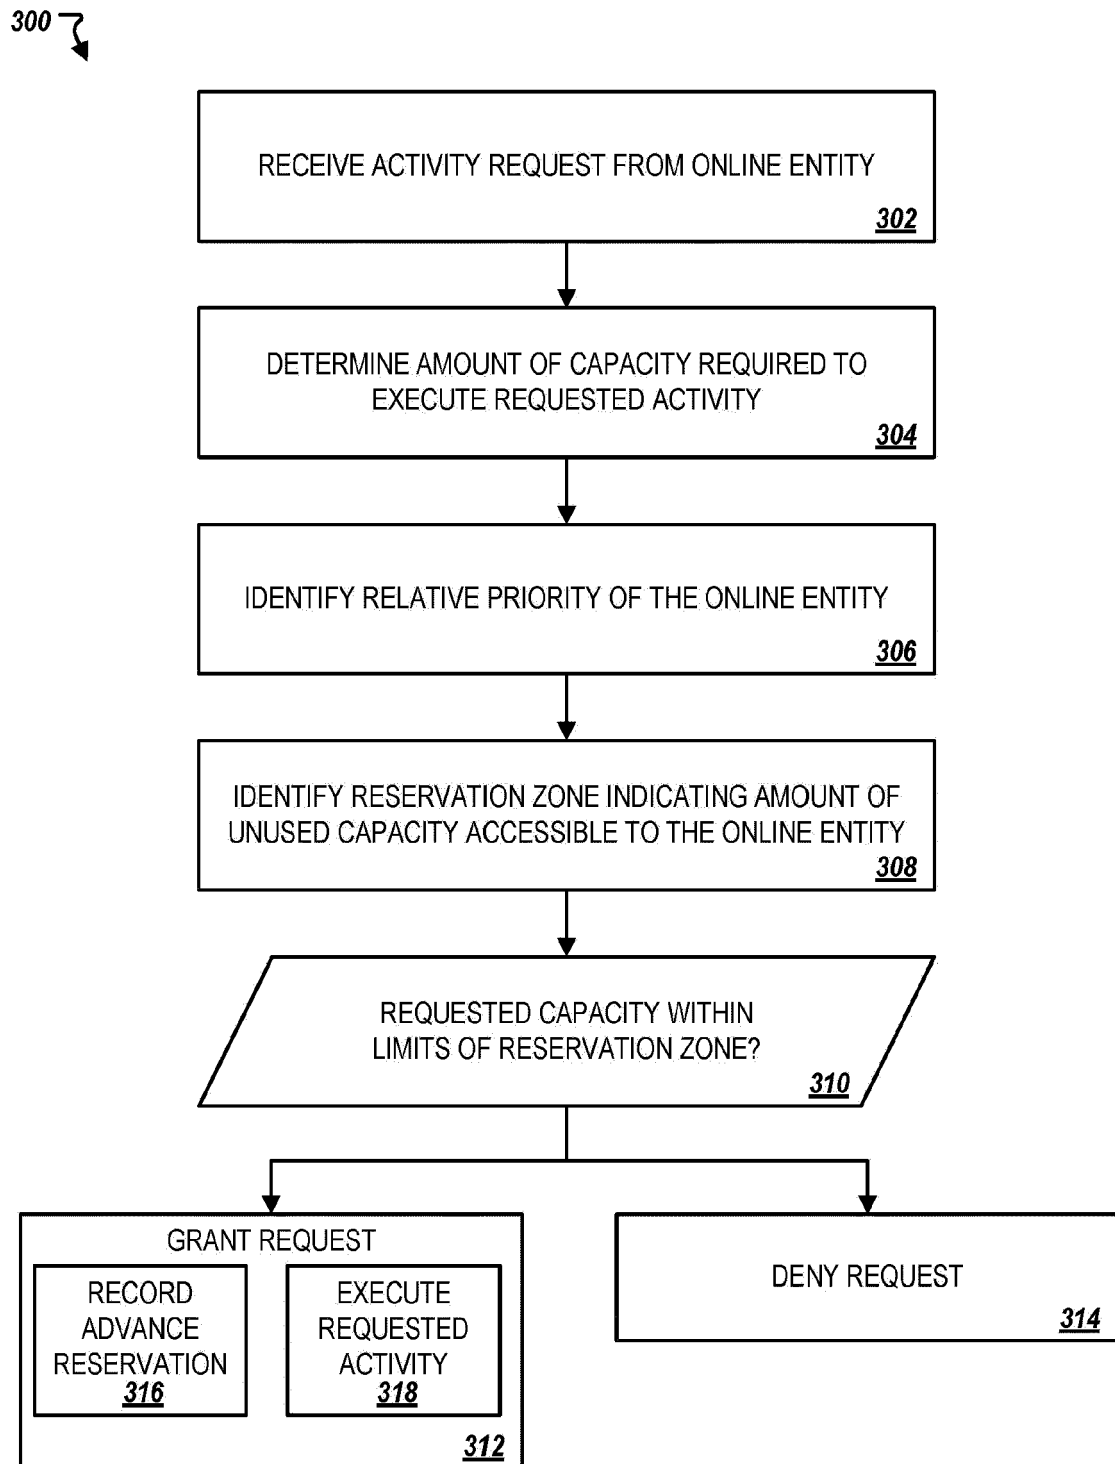 300
RECEIVE ACTIVITY REQUEST FROM ONLINE ENTITY
302
DETERMINE AMOUNT OF CAPACITY REQUIRED TO
EXECUTE REQUESTED ACTIVITY
304
IDENTIFY RELATIVE PRIORITY OF THE ONLINE ENTITY
306
IDENTIFY RESERVATION ZONE INDICATING AMOUNT OF
UNUSED CAPACITY ACCESSIBLE TO THE ONLINE ENTITY
308
REQUESTED CAPACITY WITHIN
LIMITS OF RESERVATION ZONE?
310
GRANT REQUEST
RECORD
ADVANCE
RESERVATION
316
EXECUTE
REQUESTED
ACTIVITY
318
312
DENY REQUEST
314